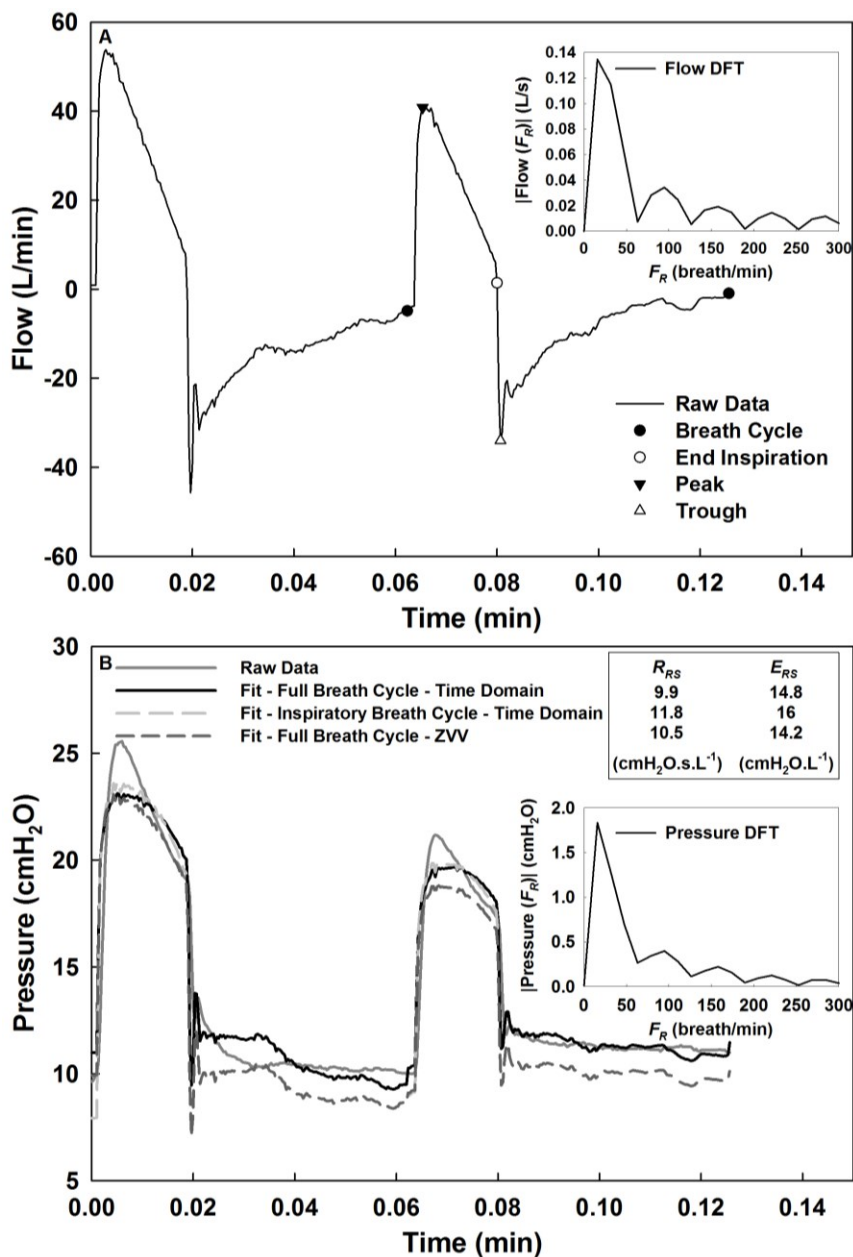 A
60
40
20
0
-20
-40
-60
Flow (L/min)
0.00 0.02 0.04 0.06 0.08 0.10 0.12 0.14
Time (min)
0.14
0.12
0.10
0.08
0.06
0.04
0.02
0.00
|Flow (F_R)| (L/s)
Flow DFT
0 50 100 150 200 250 300
F_R (breath/min)
Raw Data
Breath Cycle
End Inspiration
Peak
Trough
B
30
25
20
15
10
5
Pressure (cmH₂O)
Raw Data
Fit - Full Breath Cycle - Time Domain
Fit - Inspiratory Breath Cycle - Time Domain
Fit - Full Breath Cycle - ZVV
R_RS E_RS
9.9 14.8
11.8 16
10.5 14.2
(cmH₂O.s.L⁻¹) (cmH₂O.L⁻¹)
2.0
1.5
1.0
0.5
0.0
|Pressure (F_R)| (cmH₂O)
Pressure DFT
0 50 100 150 200 250 300
F_R (breath/min)
0.00 0.02 0.04 0.06 0.08 0.10 0.12 0.14
Time (min)